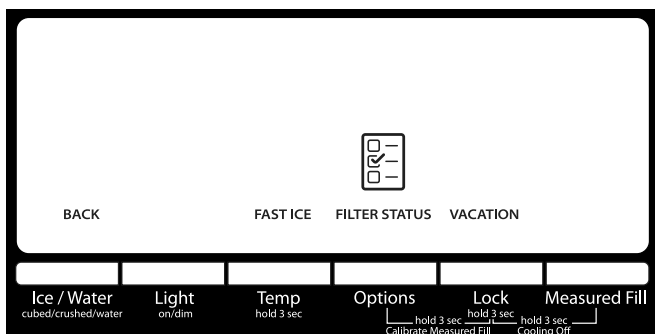 BACK FAST ICE FILTER STATUS VACATION
Ice / Water Light Temp Options Lock Measured Fill
cubed/crushed/water on/dim hold 3 sec hold 3 sec
hold 3 sec hold 3 sec
Calibrate Measured Fill Cooling Off